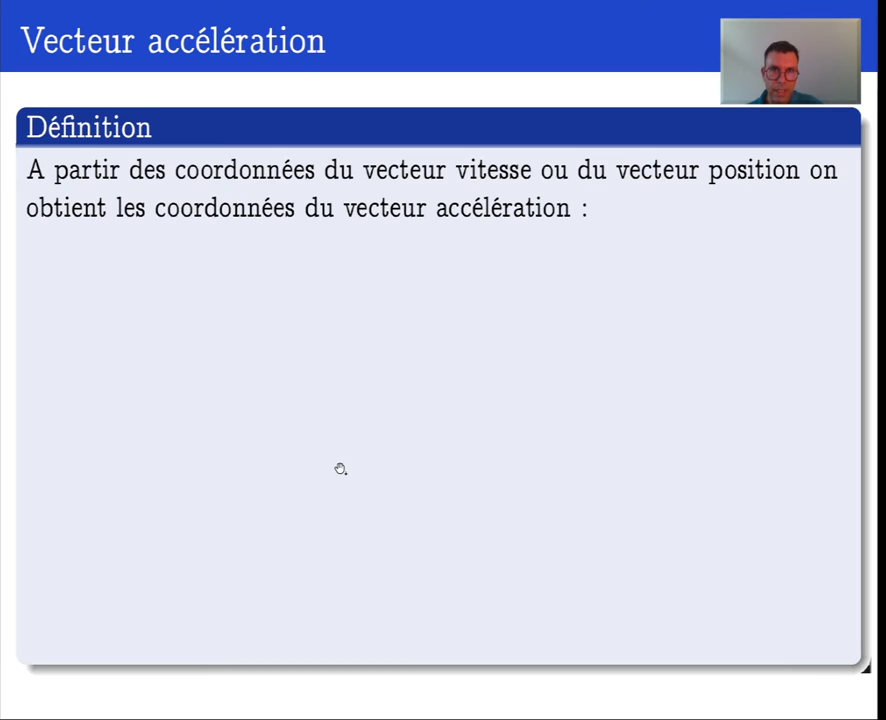 Vecteur accélération
Définition
A partir des coordonnées du vecteur vitesse ou du vecteur position on
obtient les coordonnées du vecteur accélération :